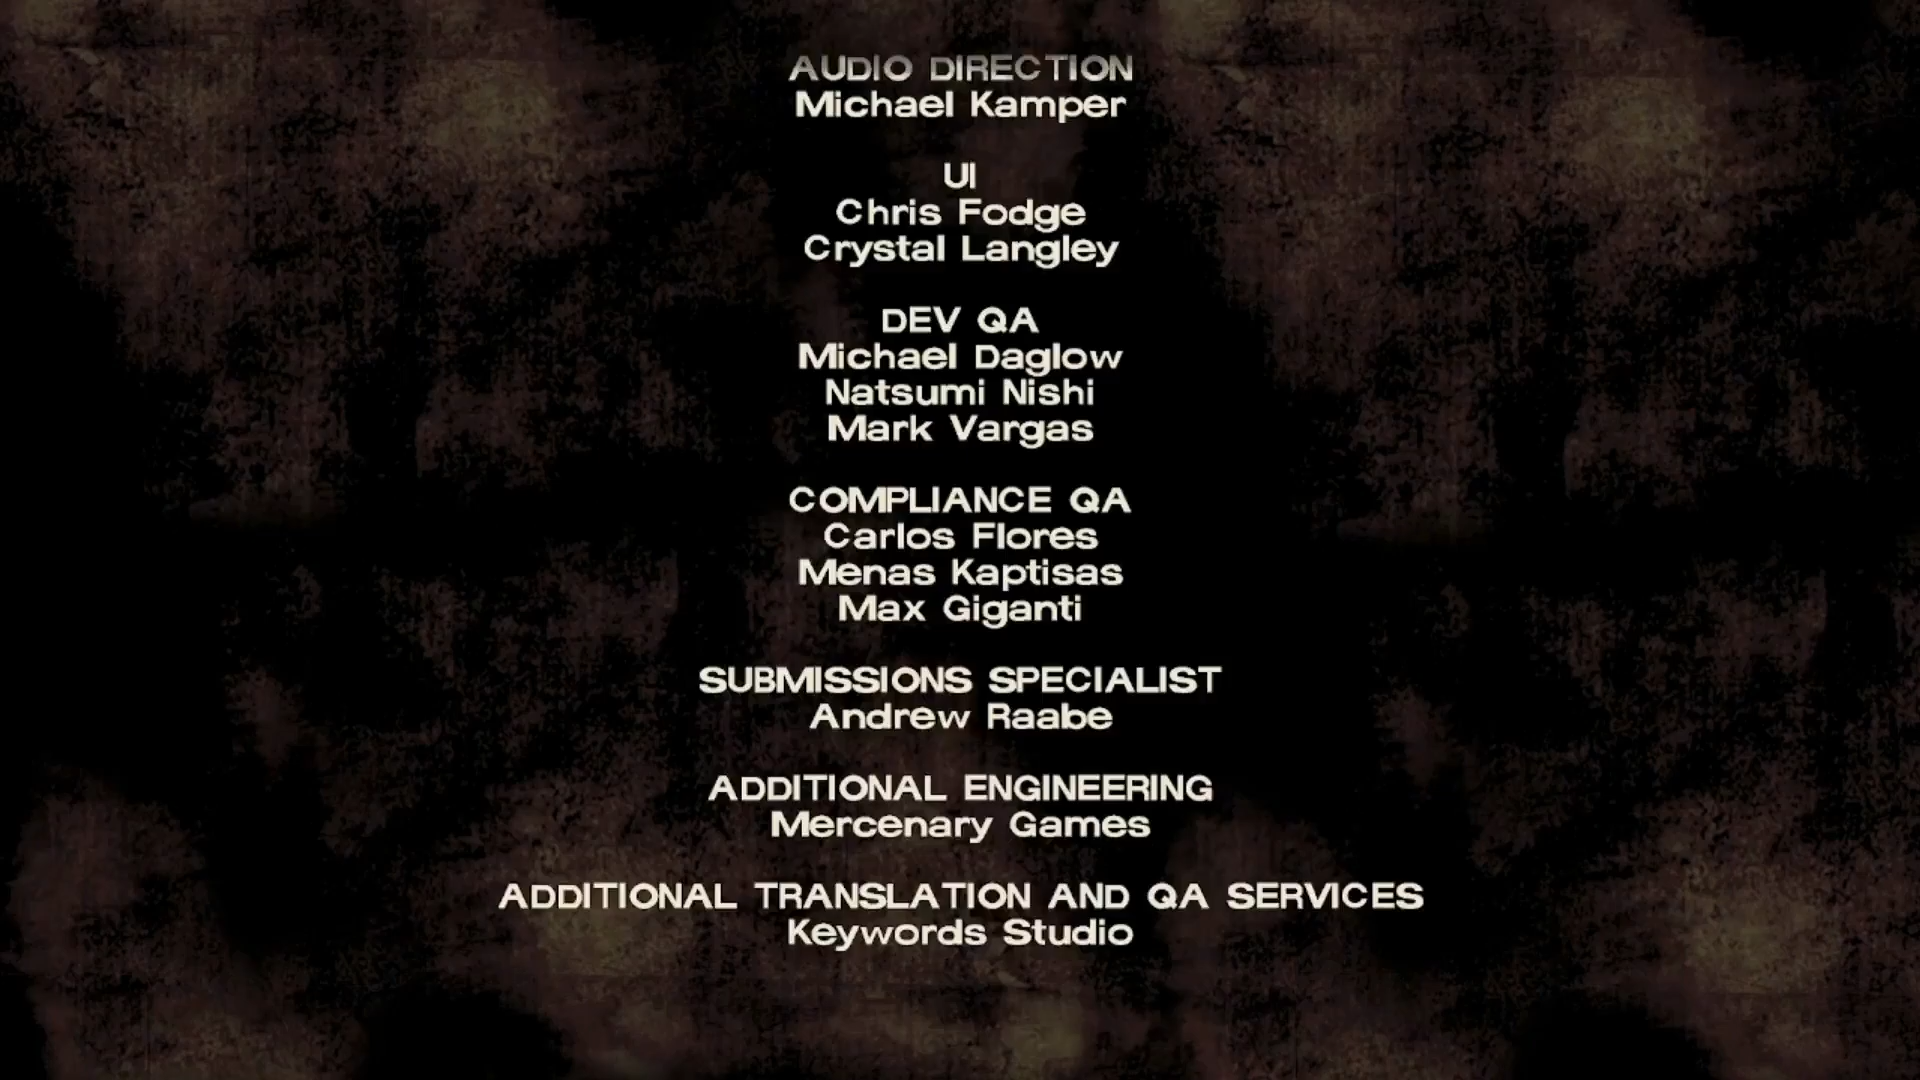 AUDIO DIRECTION
Michael Kamper
UI
Chris Fodge
Crystal Langley
DEV QA
Michael Daglow
Natsumi Nishi
Mark Vargas
COMPLIANCE QA
Carlos Flores
Menas Kaptisas
Max Giganti
SUBMISSIONS SPECIALIST
Andrew Raabe
ADDITIONAL ENGINEERING
Mercenary Games
ADDITIONAL TRANSLATION AND QA SERVICES
Keywords Studio